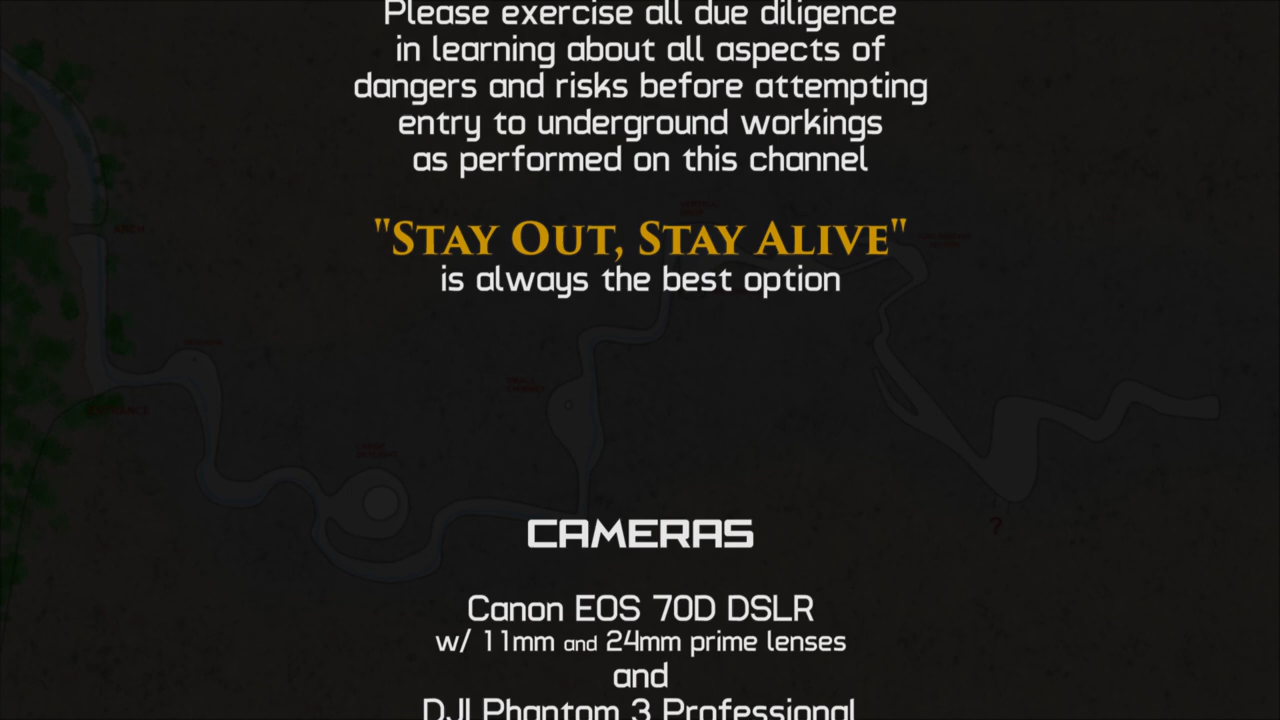 Please exercise all due diligence
in learning about all aspects of
dangers and risks before attempting
entry to underground workings
as performed on this channel
"STAY OUT, STAY ALIVE"
is always the best option
?
CAMERAS
Canon EOS 70D DSLR
w/ 11mm and 24mm prime lenses
and
DJI Phantom 3 Professional